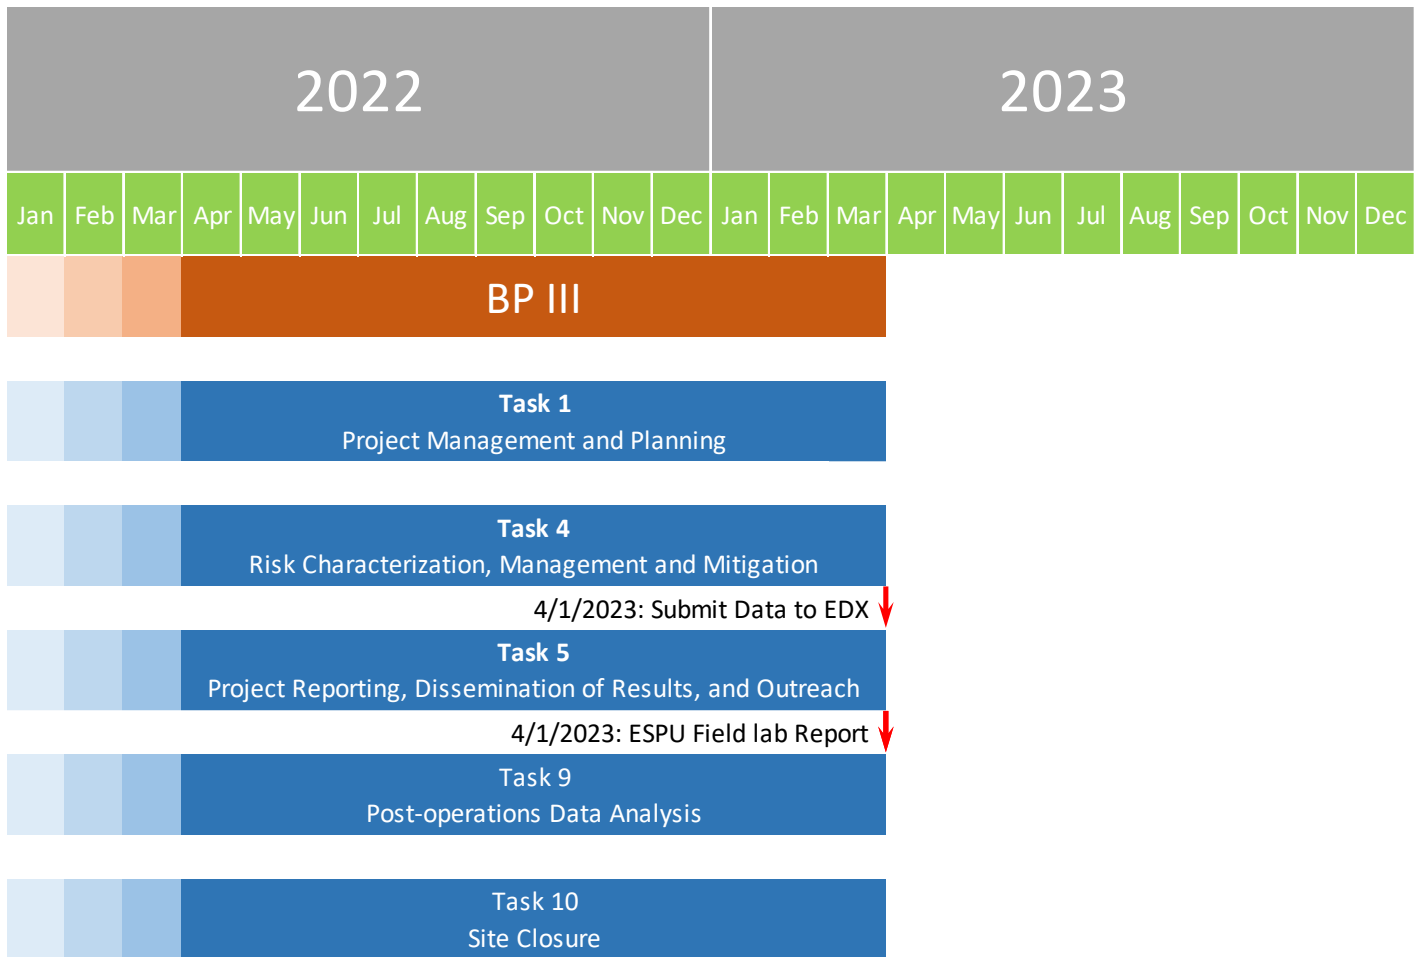 2022 2023
Jan Feb Mar Apr May Jun Jul Aug Sep Oct Nov Dec Jan Feb Mar Apr May Jun Jul Aug Sep Oct Nov Dec
BP III
Task 1
Project Management and Planning
Task 4
Risk Characterization, Management and Mitigation
4/1/2023: Submit Data to EDX
Task 5
Project Reporting, Dissemination of Results, and Outreach
4/1/2023: ESPU Field lab Report
Task 9
Post-operations Data Analysis
Task 10
Site Closure